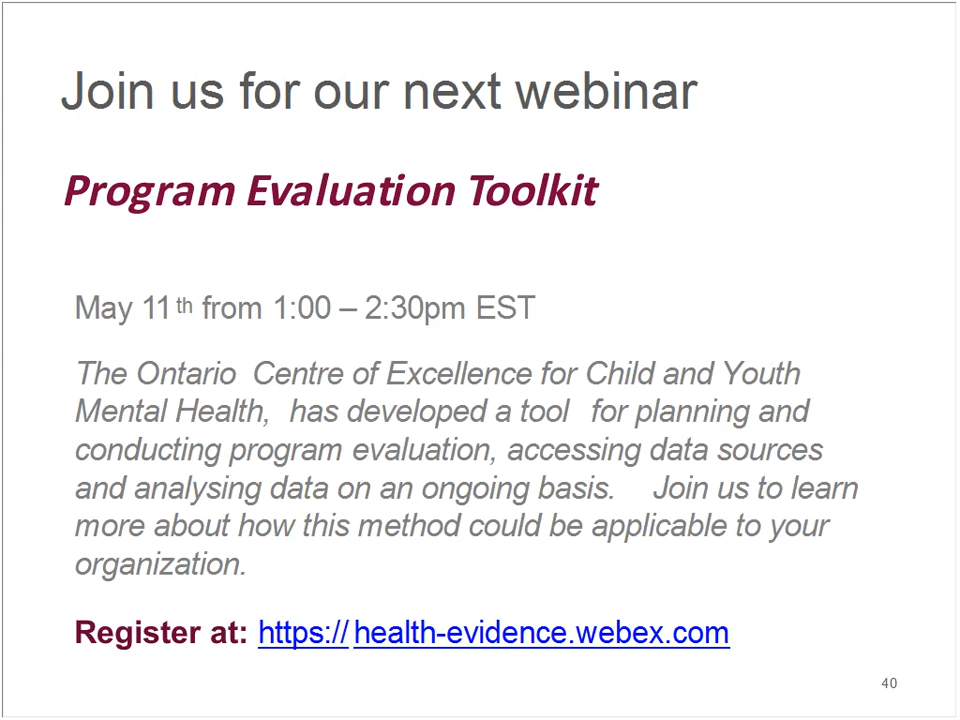 Join us for our next webinar
Program Evaluation Toolkit
May 11th from 1:00 – 2:30pm EST
The Ontario Centre of Excellence for Child and Youth
Mental Health, has developed a tool for planning and
conducting program evaluation, accessing data sources
and analysing data on an ongoing basis. Join us to learn
more about how this method could be applicable to your
organization.
Register at: https://health-evidence.webex.com
40